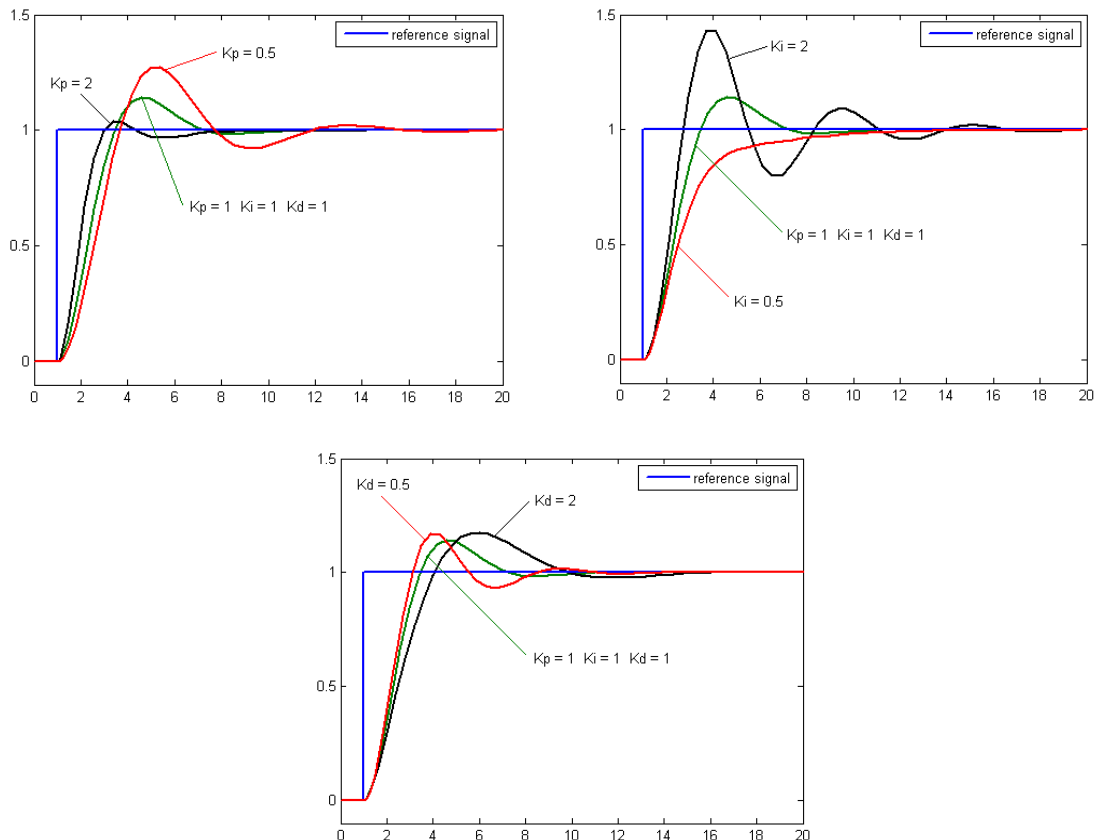 1.5
reference signal
Kp = 0.5
Kp = 2
1
Kp = 1 Ki = 1 Kd = 1
0.5
0
0 2 4 6 8 10 12 14 16 18 20
1.5
reference signal
Ki = 2
1
Kp = 1 Ki = 1 Kd = 1
0.5
Ki = 0.5
0
0 2 4 6 8 10 12 14 16 18 20
1.5
reference signal
Kd = 0.5
Kd = 2
1
Kp = 1 Ki = 1 Kd = 1
0.5
0
0 2 4 6 8 10 12 14 16 18 20